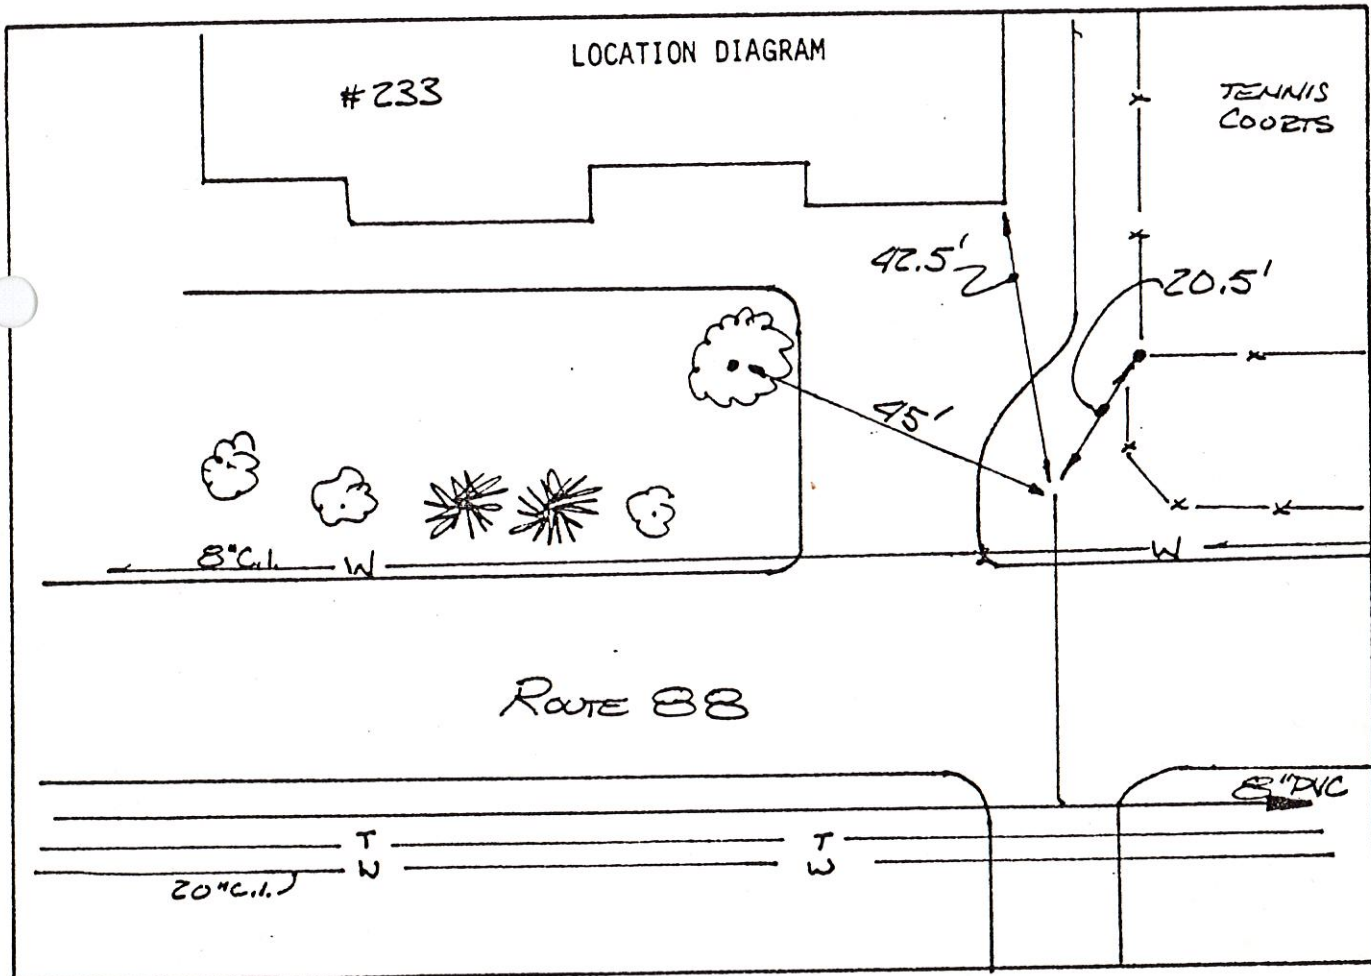 LOCATION DIAGRAM
#233
TENNIS
COURTS
42.5'
20.5'
45'
8"C.I.
W
W
ROUTE 88
8"PVC
T
T
W
W
20"C.I.